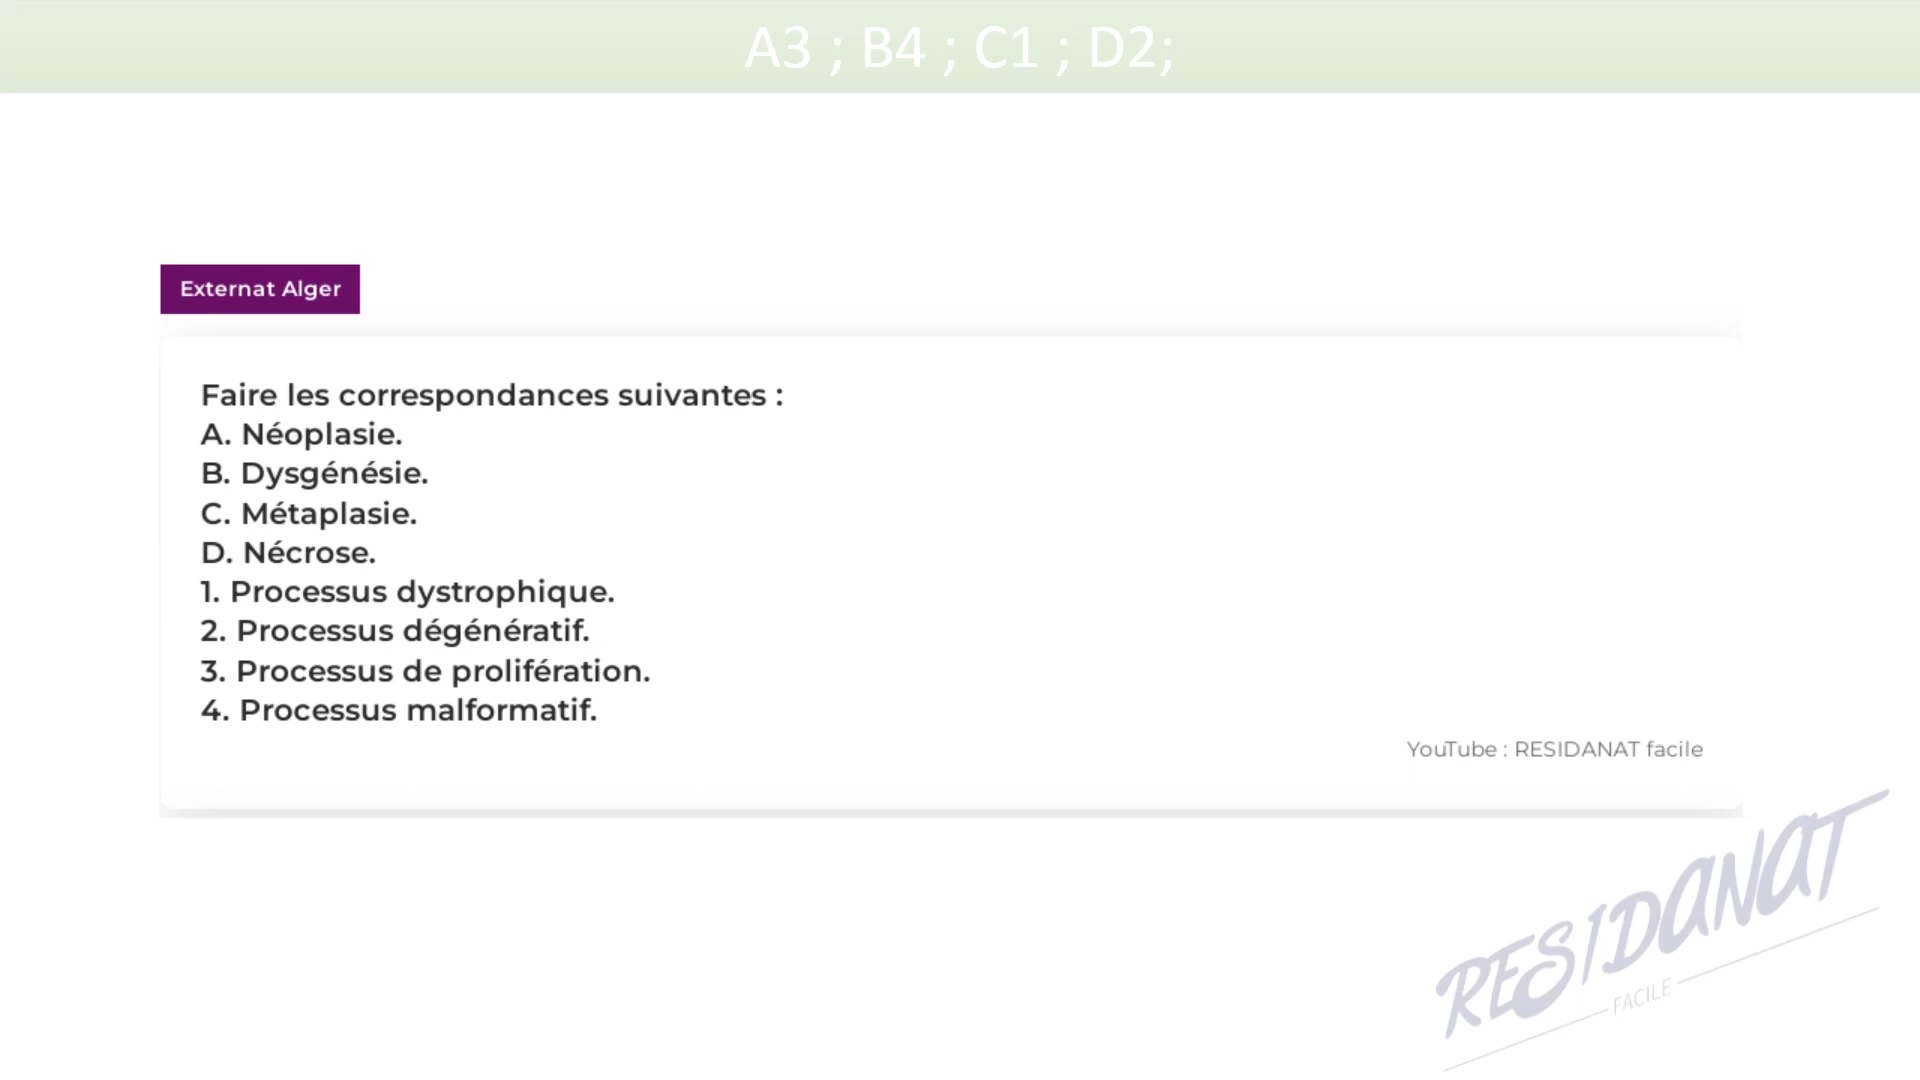 A3 ; B4 ; C1 ; D2;
Externat Alger
Faire les correspondances suivantes :
A. Néoplasie.
B. Dysgénésie.
C. Métaplasie.
D. Nécrose.
1. Processus dystrophique.
2. Processus dégénératif.
3. Processus de prolifération.
4. Processus malformatif.
YouTube : RESIDANAT facile
RESIDANAT
FACILE